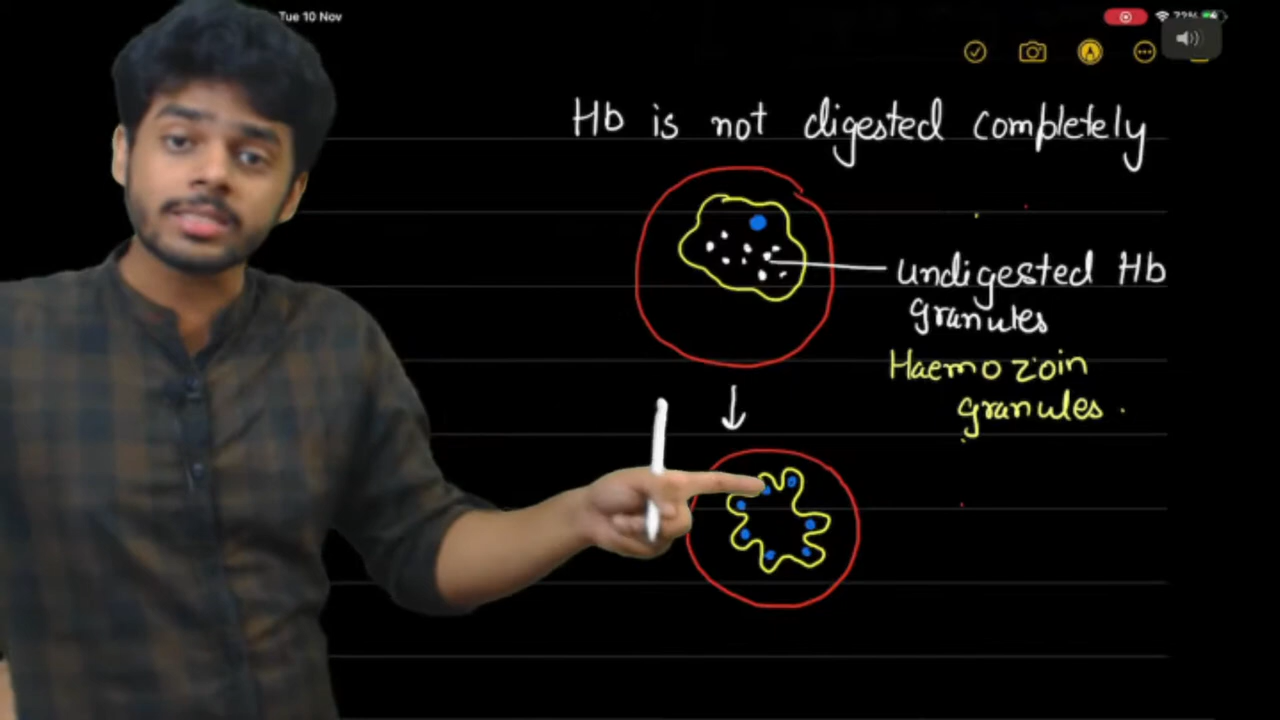 Tue 10 Nov
Hb is not digested completely
undigested Hb
granules
Haemozoin
granules.